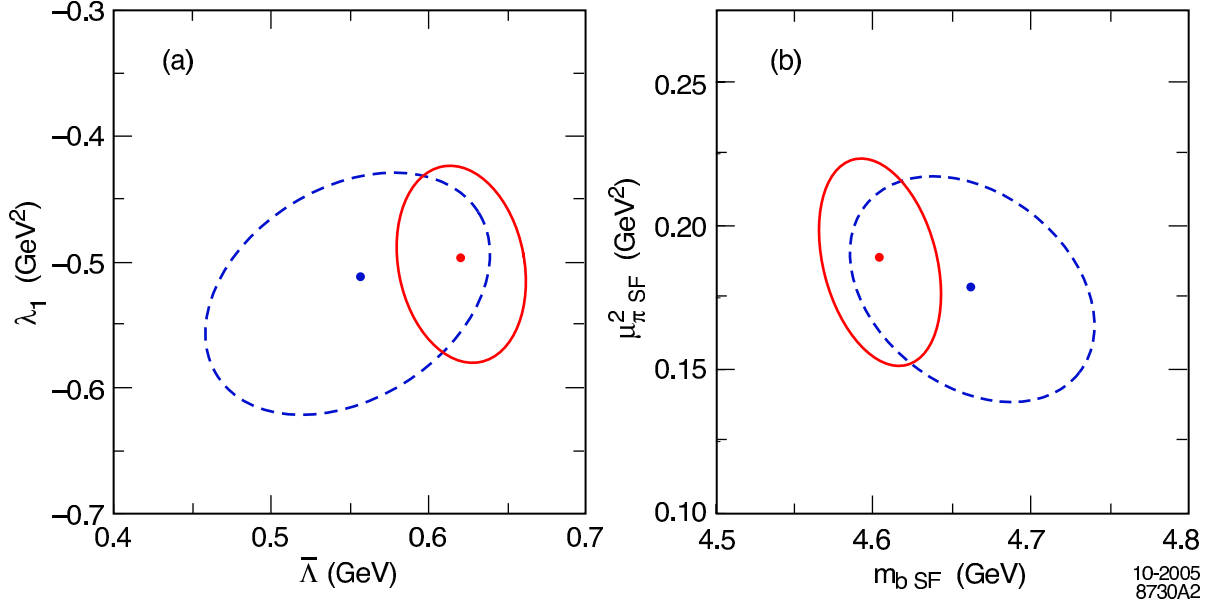 (a)
−0.3
−0.4
−0.5
−0.6
−0.7
λ1 (GeV²)
0.4 0.5 0.6 0.7
Λ̅ (GeV)
(b)
0.25
0.20
0.15
0.10
μπ² SF (GeV²)
4.5 4.6 4.7 4.8
mb SF (GeV)
10-2005
8730A2